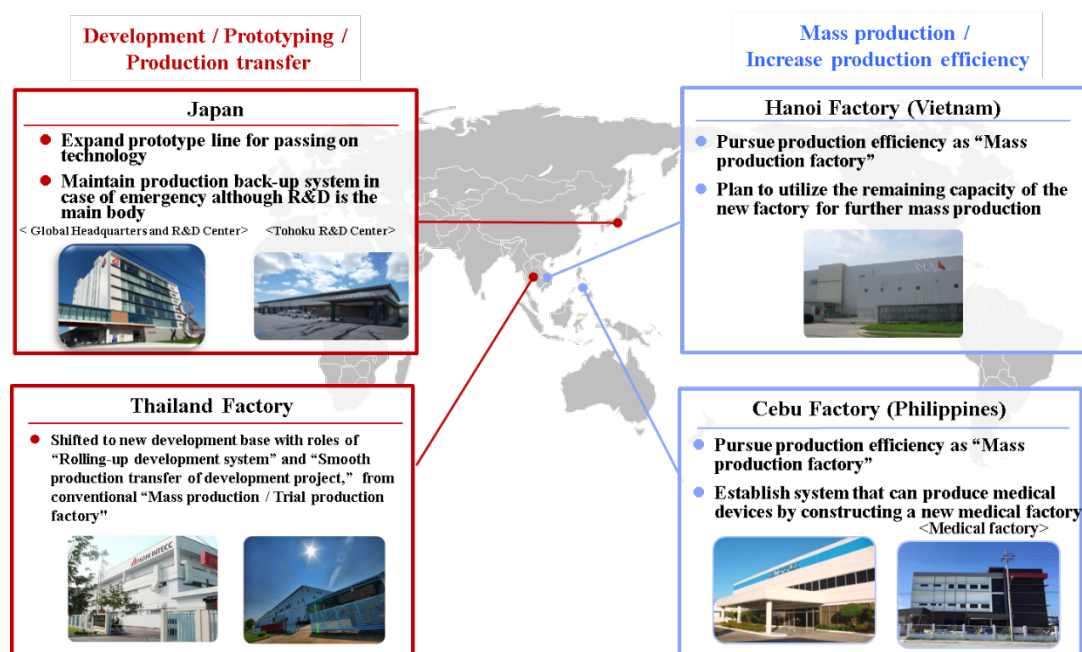 Development / Prototyping /
Production transfer
Mass production /
Increase production efficiency
Japan
Expand prototype line for passing on
technology
Maintain production back-up system in
case of emergency although R&D is the
main body
< Global Headquarters and R&D Center>
<Tohoku R&D Center>
Hanoi Factory (Vietnam)
Pursue production efficiency as “Mass
production factory”
Plan to utilize the remaining capacity of the
new factory for further mass production
Thailand Factory
Shifted to new development base with roles of
“Rolling-up development system” and “Smooth
production transfer of development project,” from
conventional “Mass production / Trial production
factory"
ASAHI INTECC
Cebu Factory (Philippines)
Pursue production efficiency as “Mass
production factory”
Establish system that can produce medical
devices by constructing a new medical factory
<Medical factory>